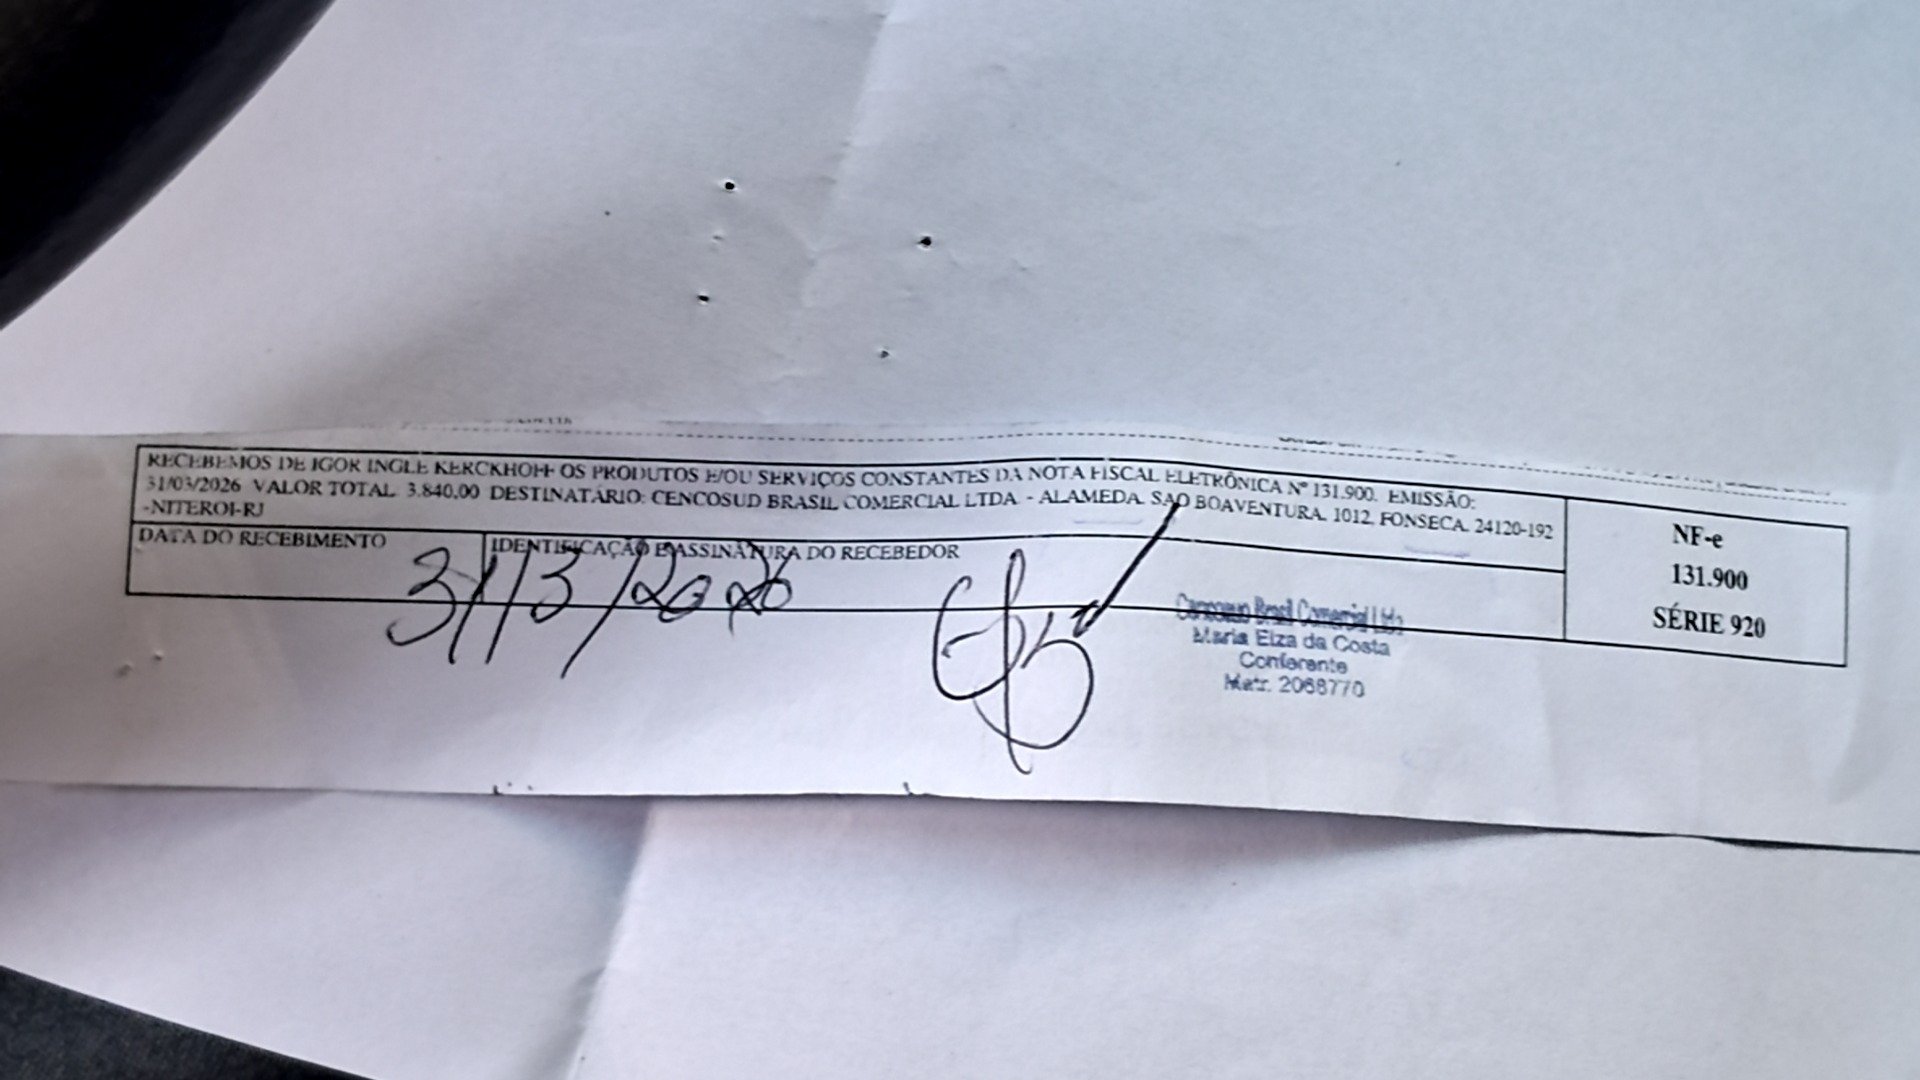 RECEBEMOS DE IGOR INGLE KERCKHOFF OS PRODUTOS E/OU SERVIÇOS CONSTANTES DA NOTA FISCAL ELETRÔNICA Nº 131.900. EMISSÃO:
31/03/2026 VALOR TOTAL 3.840,00 DESTINATÁRIO: CENCOSUD BRASIL COMERCIAL LTDA - ALAMEDA SAO BOAVENTURA, 1012, FONSECA. 24120-192
-NITEROI-RJ
DATA DO RECEBIMENTO
IDENTIFICAÇÃO E ASSINATURA DO RECEBEDOR
31/3/2026
Cencosud Brasil Comercial Ltda
Maria Elza da Costa
Conferente
Matr. 2068770
NF-e
131.900
SÉRIE 920